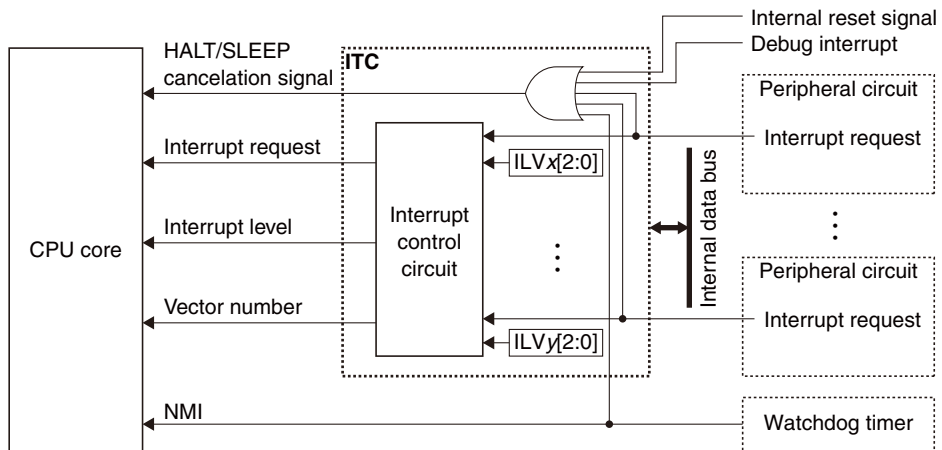 Internal reset signal
Debug interrupt
HALT/SLEEP
cancelation signal
ITC
Peripheral circuit
Interrupt request
Interrupt request
ILVx[2:0]
Interrupt level
Interrupt
control
circuit
CPU core
Internal data bus
Peripheral circuit
Vector number
Interrupt request
ILVy[2:0]
NMI
Watchdog timer